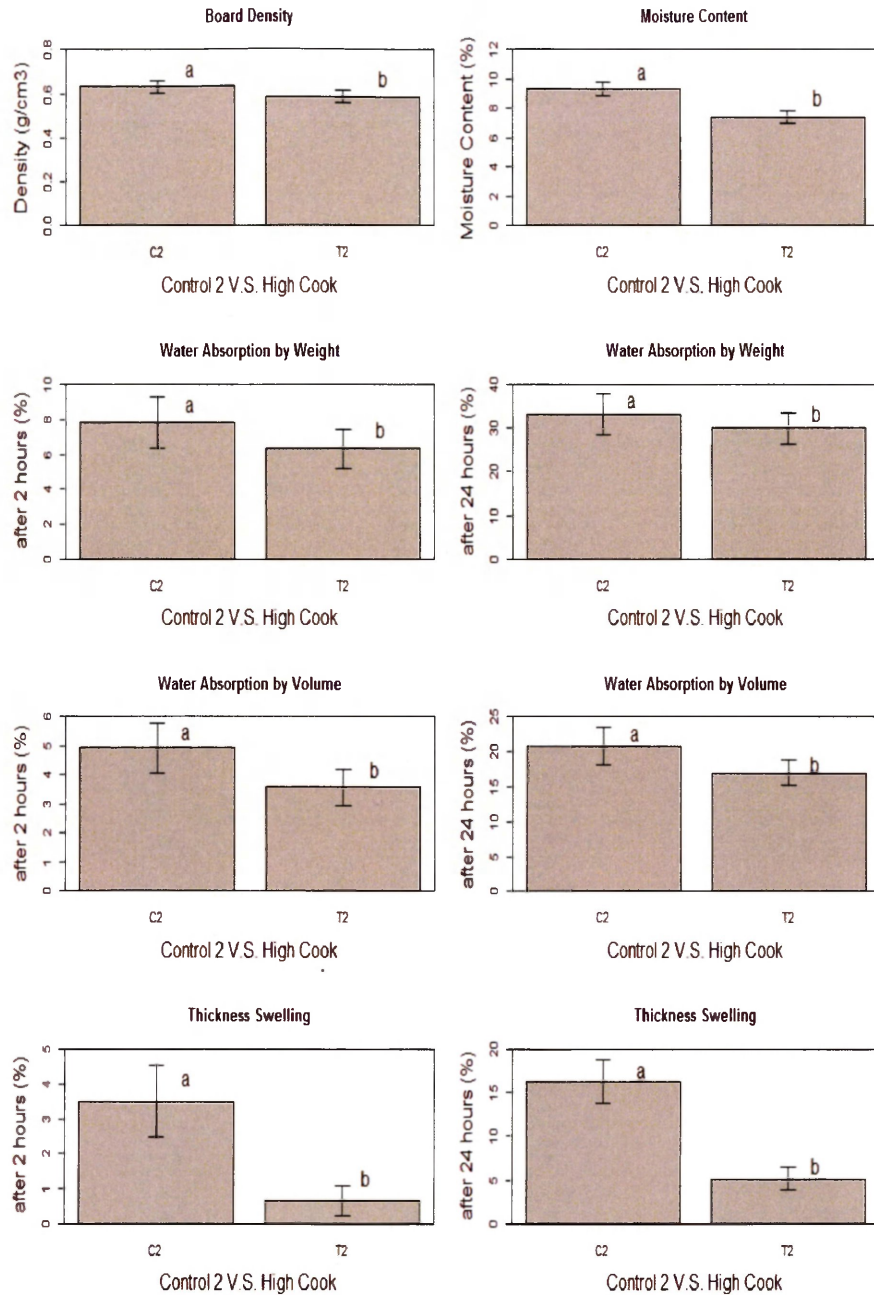 Board Density
Density (g/cm3)
0.8
0.6
0.4
0.2
0.0
a
b
C2
T2
Control 2 V.S. High Cook
Moisture Content
Moisture Content (%)
12
10
8
6
4
2
0
a
b
C2
T2
Control 2 V.S. High Cook
Water Absorption by Weight
after 2 hours (%)
10
8
6
4
2
0
a
b
C2
T2
Control 2 V.S. High Cook
Water Absorption by Weight
after 24 hours (%)
40
30
20
10
0
a
b
C2
T2
Control 2 V.S. High Cook
Water Absorption by Volume
after 2 hours (%)
6
5
4
3
2
1
0
a
b
C2
T2
Control 2 V.S. High Cook
Water Absorption by Volume
after 24 hours (%)
25
20
15
10
5
0
a
b
C2
T2
Control 2 V.S. High Cook
Thickness Swelling
after 2 hours (%)
5
4
3
2
1
0
a
b
C2
T2
Control 2 V.S. High Cook
Thickness Swelling
after 24 hours (%)
20
15
10
5
0
a
b
C2
T2
Control 2 V.S. High Cook